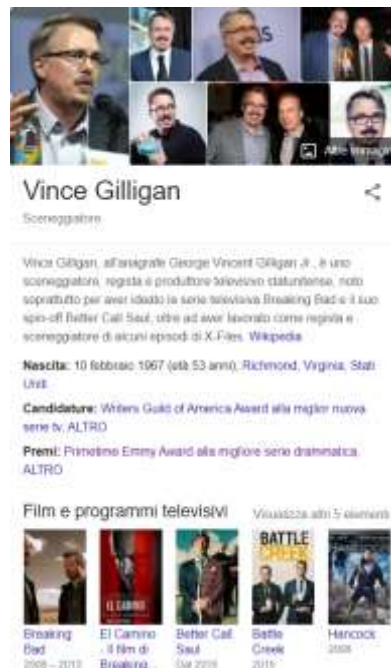 Altre immagini
Vince Gilligan
Sceneggiatore
Vince Gilligan, all'anagrafe George Vincent Gilligan Jr., è uno
sceneggiatore, regista e produttore televisivo statunitense, noto
soprattutto per aver ideato la serie televisiva Breaking Bad e il suo
spin-off Better Call Saul, oltre ad aver lavorato come regista e
sceneggiatore di alcuni episodi di X-Files. Wikipedia
Nascita: 10 febbraio 1967 (età 53 anni), Richmond, Virginia, Stati
Uniti
Candidature: Writers Guild of America Award alla miglior nuova
serie tv, ALTRO
Premi: Primetime Emmy Award alla migliore serie drammatica,
ALTRO
Film e programmi televisivi
Visualizza altri 5 elementi
EL CAMINO
BATTLE
CREEK
HANCOCK
Breaking
Bad
2008 – 2013
El Camino
- Il film di
Breaking...
Better Call
Saul
Dal 2015
Battle
Creek
2015
Hancock
2008